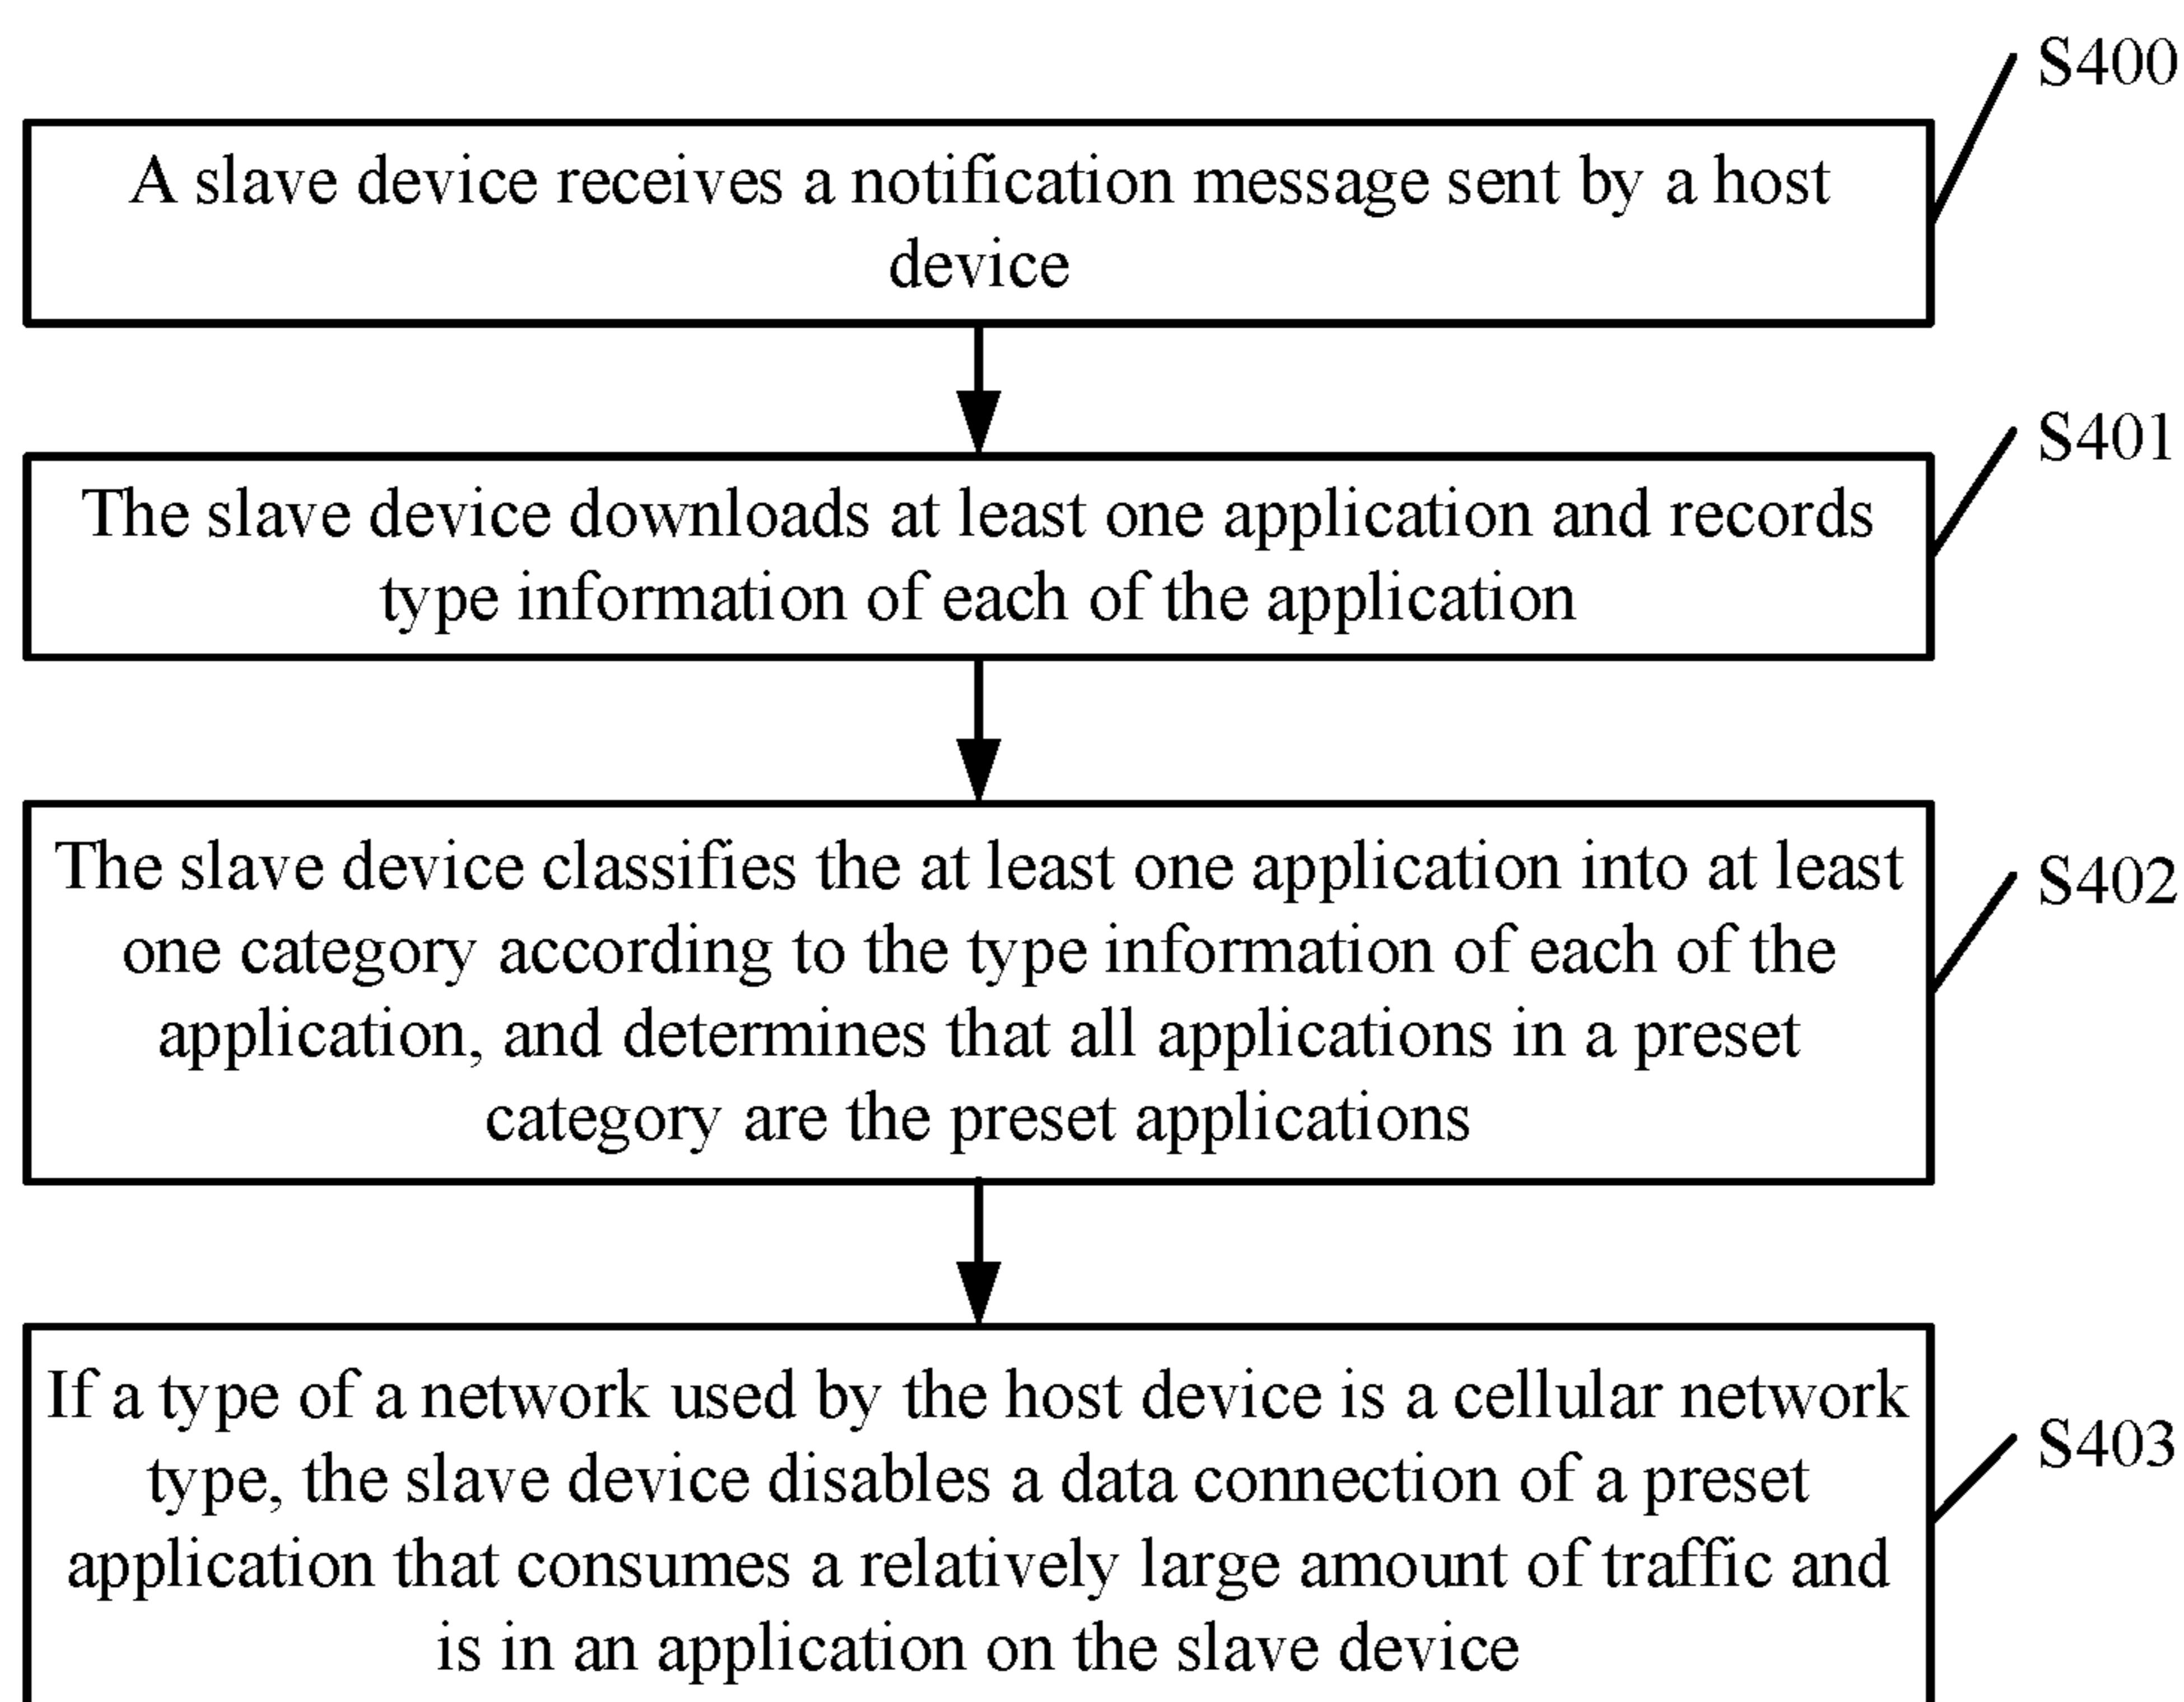 S400
A slave device receives a notification message sent by a host
device
S401
The slave device downloads at least one application and records
type information of each of the application
The slave device classifies the at least one application into at least
S402
one category according to the type information of each of the
application, and determines that all applications in a preset
category are the preset applications
If a type of a network used by the host device is a cellular network
S403
type, the slave device disables a data connection of a preset
application that consumes a relatively large amount of traffic and
is in an application on the slave device